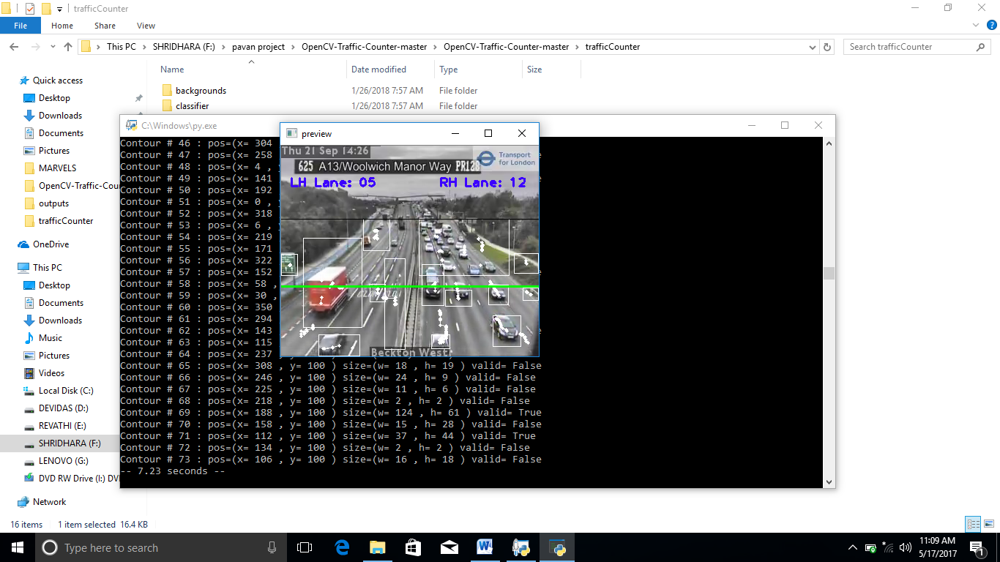 trafficCounter
File Home Share View
This PC SHRIDHARA (F:) pavan project OpenCV-Traffic-Counter-master OpenCV-Traffic-Counter-master trafficCounter
Search trafficCounter
Name Date modified Type Size
Quick access
Desktop
Downloads
Documents
Pictures
MARVELS
OpenCV-Traffic-Cou
outputs
trafficCounter
OneDrive
This PC
Desktop
Documents
Downloads
Music
Pictures
Videos
Local Disk (C:)
DEVIDAS (D:)
REVATHI (E:)
SHRIDHARA (F:)
LENOVO (G:)
DVD RW Drive (I:) DV
Network
backgrounds 1/26/2018 7:57 AM File folder
classifier 1/26/2018 7:57 AM File folder
C:\Windows\py.exe
Contour # 46 : pos=(x= 304
Contour # 47 : pos=(x= 258
Contour # 48 : pos=(x= 4 ,
Contour # 49 : pos=(x= 141
Contour # 50 : pos=(x= 192
Contour # 51 : pos=(x= 0 ,
Contour # 52 : pos=(x= 318
Contour # 53 : pos=(x= 6 ,
Contour # 54 : pos=(x= 219
Contour # 55 : pos=(x= 171
Contour # 56 : pos=(x= 322
Contour # 57 : pos=(x= 152
Contour # 58 : pos=(x= 58 ,
Contour # 59 : pos=(x= 30 ,
Contour # 60 : pos=(x= 350
Contour # 61 : pos=(x= 294
Contour # 62 : pos=(x= 143
Contour # 63 : pos=(x= 115
Contour # 64 : pos=(x= 237
Contour # 65 : pos=(x= 308 , y= 100 ) size=(w= 18 , h= 19 ) valid= False
Contour # 66 : pos=(x= 246 , y= 100 ) size=(w= 24 , h= 9 ) valid= False
Contour # 67 : pos=(x= 225 , y= 100 ) size=(w= 11 , h= 6 ) valid= False
Contour # 68 : pos=(x= 218 , y= 100 ) size=(w= 2 , h= 2 ) valid= False
Contour # 69 : pos=(x= 188 , y= 100 ) size=(w= 124 , h= 61 ) valid= True
Contour # 70 : pos=(x= 158 , y= 100 ) size=(w= 15 , h= 28 ) valid= False
Contour # 71 : pos=(x= 112 , y= 100 ) size=(w= 37 , h= 44 ) valid= True
Contour # 72 : pos=(x= 134 , y= 100 ) size=(w= 2 , h= 2 ) valid= False
Contour # 73 : pos=(x= 106 , y= 100 ) size=(w= 16 , h= 18 ) valid= False
-- 7.23 seconds --
preview
Thu 21 Sep 14:26
Transport
for London
625 A13/Woolwich Manor Way PR128
LH Lane: 05 RH Lane: 12
Beckton West
16 items 1 item selected 16.4 KB
Type here to search
11:09 AM
5/17/2017
1